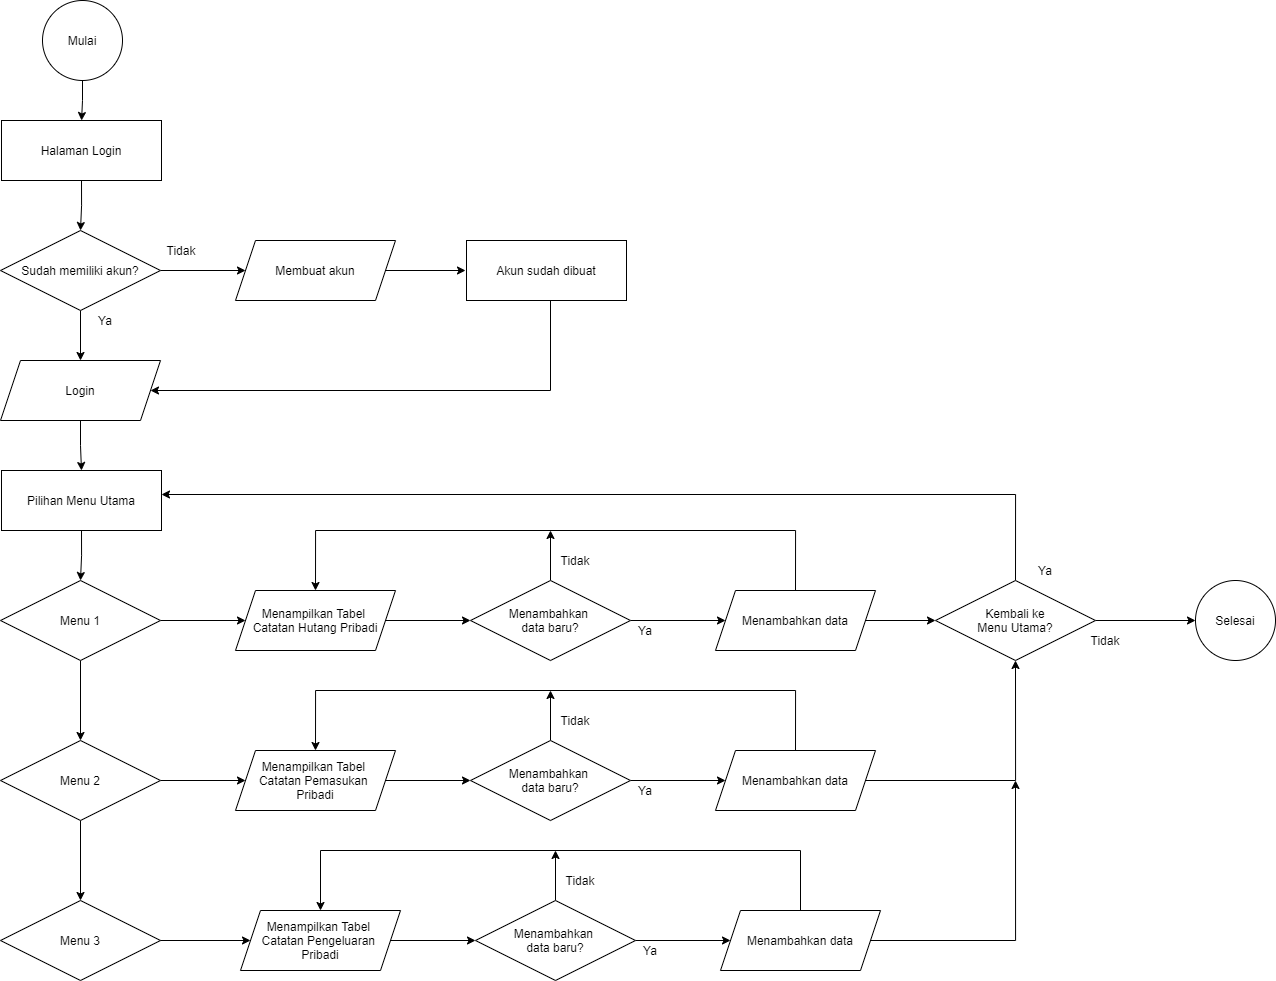 Mulai
Halaman Login
Sudah memiliki akun?
Tidak
Membuat akun
Akun sudah dibuat
Ya
Login
Pilihan Menu Utama
Menu 1
Menampilkan Tabel
Catatan Hutang Pribadi
Tidak
Menambahkan
data baru?
Ya
Menambahkan data
Ya
Kembali ke
Menu Utama?
Tidak
Selesai
Menu 2
Menampilkan Tabel
Catatan Pemasukan
Pribadi
Tidak
Menambahkan
data baru?
Ya
Menambahkan data
Menu 3
Menampilkan Tabel
Catatan Pengeluaran
Pribadi
Tidak
Menambahkan
data baru?
Ya
Menambahkan data